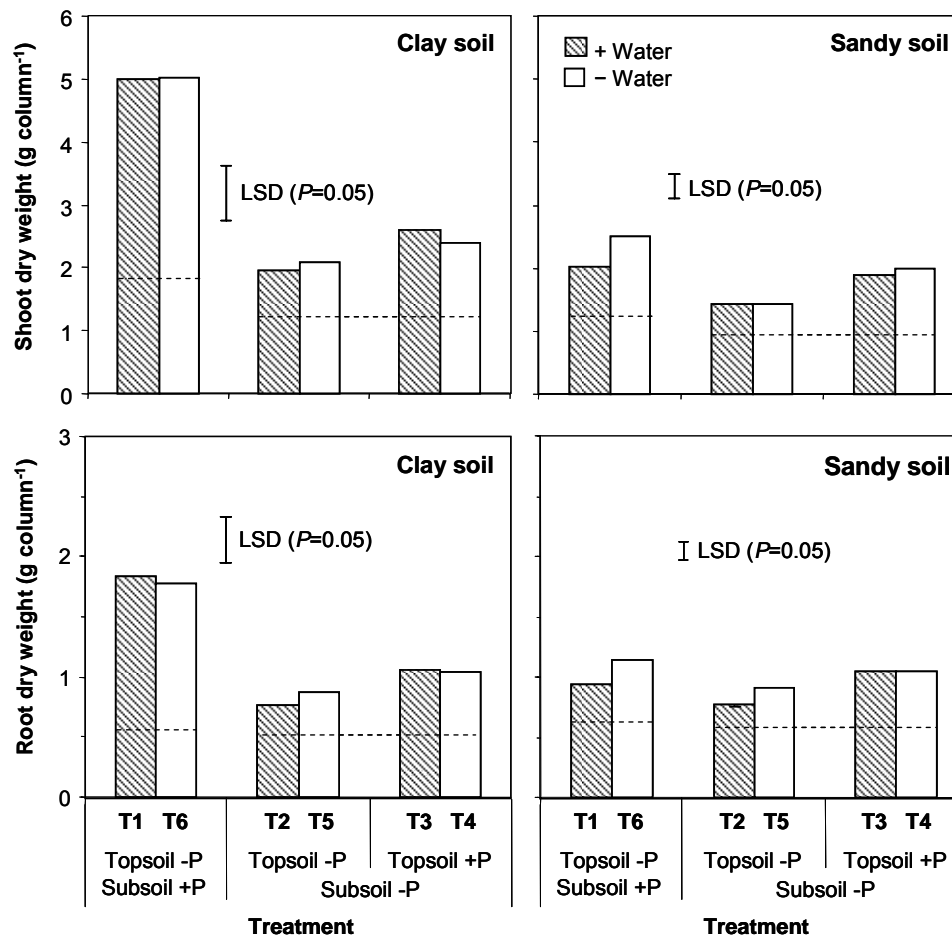 Shoot dry weight (g column-1)
6
5
4
3
2
1
0
Clay soil
LSD (P=0.05)
Sandy soil
+ Water
− Water
LSD (P=0.05)
Root dry weight (g column-1)
3
2
1
0
Clay soil
LSD (P=0.05)
Sandy soil
LSD (P=0.05)
T1 T6 T2 T5 T3 T4
Topsoil -P Topsoil -P Topsoil +P
Subsoil +P Subsoil -P
Treatment
T1 T6 T2 T5 T3 T4
Topsoil -P Topsoil -P Topsoil +P
Subsoil +P Subsoil -P
Treatment